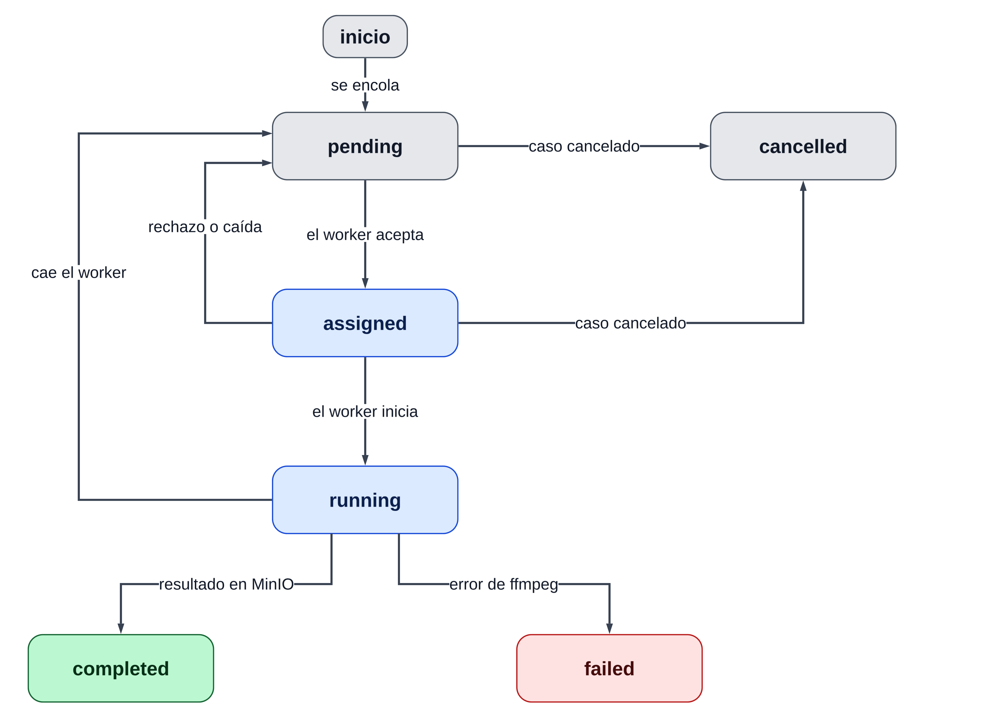 inicio
se encola
pending
caso cancelado
cancelled
rechazo o caída
el worker acepta
cae el worker
assigned
caso cancelado
el worker inicia
running
resultado en MinIO
error de ffmpeg
completed
failed